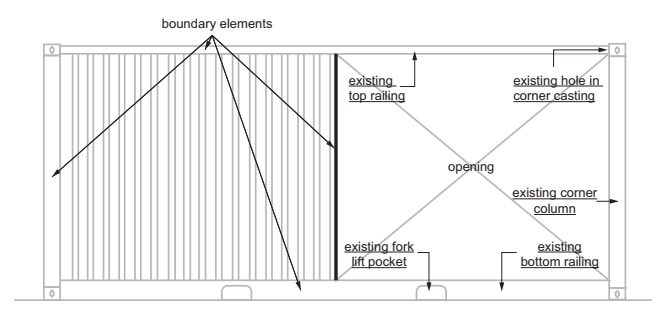 boundary elements
existing
top railing
existing hole in
corner casting
opening
existing corner
column
existing fork
lift pocket
existing
bottom railing